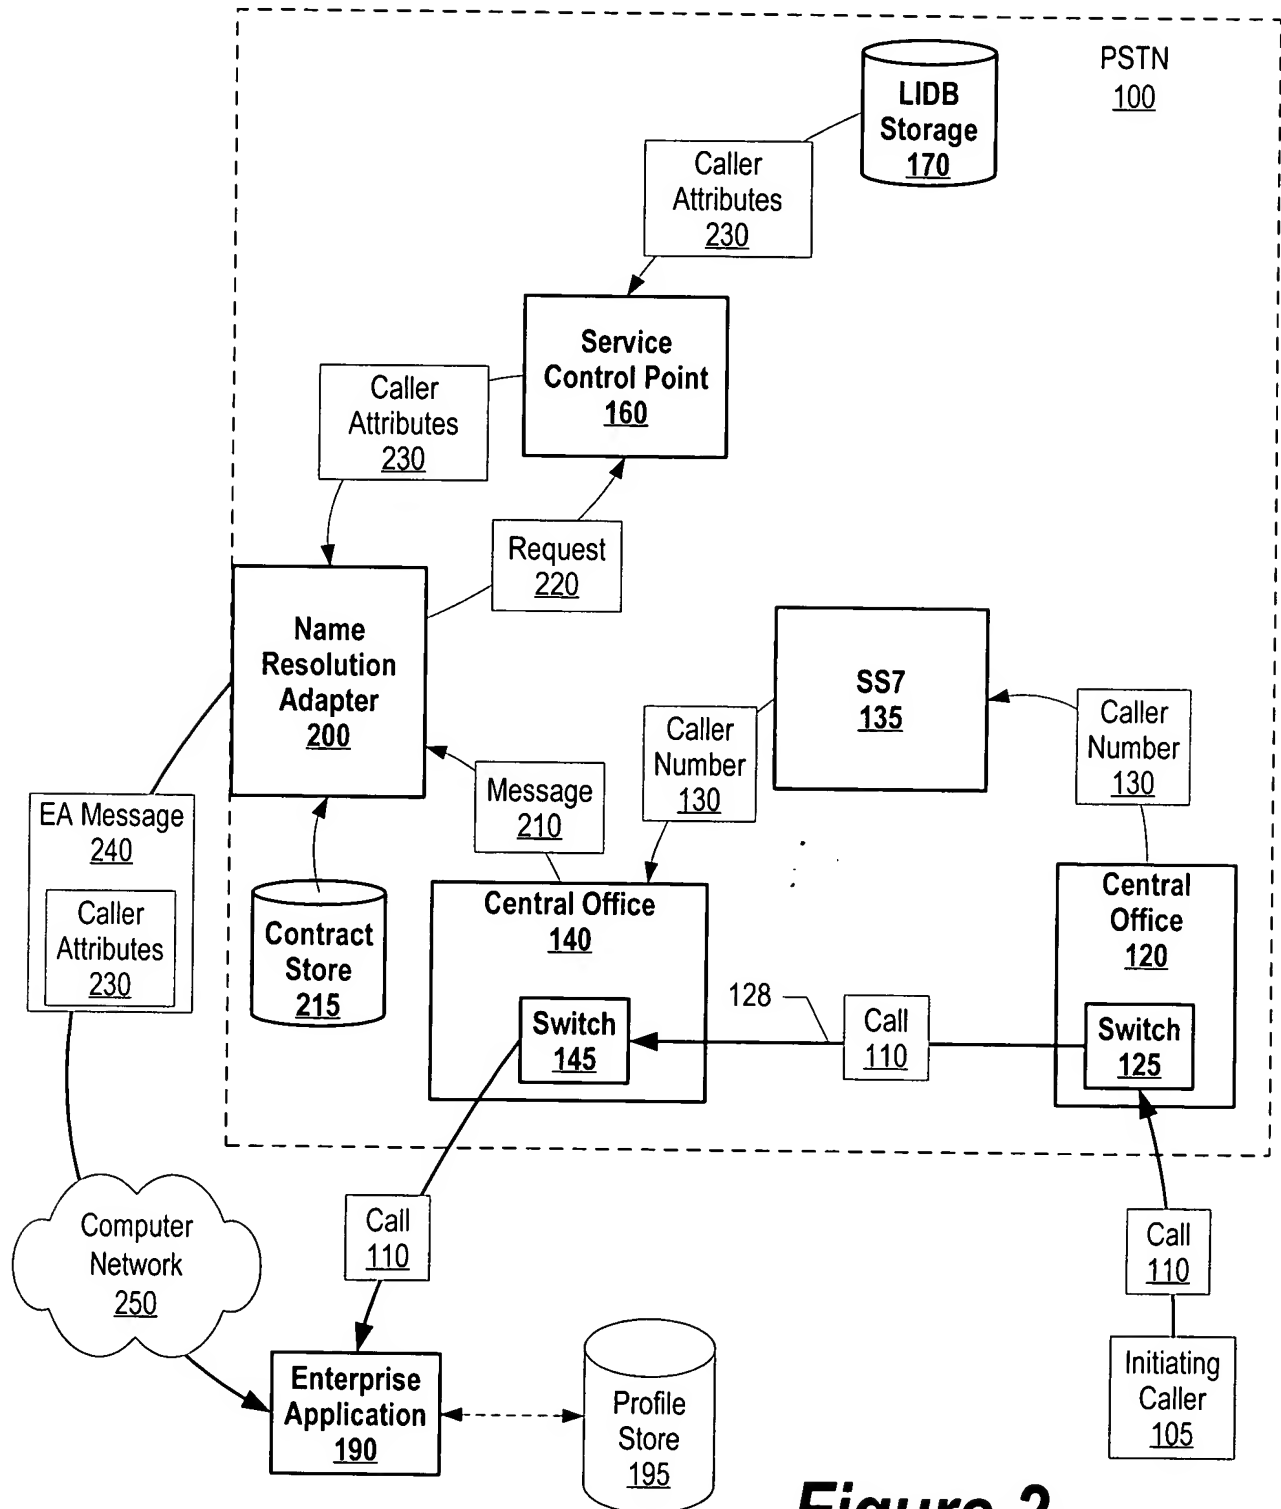 PSTN
100
LIDB
Storage
170
Caller
Attributes
230
Service
Control Point
160
Caller
Attributes
230
Request
220
Name
Resolution
Adapter
200
SS7
135
Caller
Number
130
Caller
Number
130
Message
210
EA Message
240
Caller
Attributes
230
Contract
Store
215
Central Office
140
Central
Office
120
Switch
145
128
Call
110
Switch
125
Call
110
Call
110
Computer
Network
250
Enterprise
Application
190
Profile
Store
195
Initiating
Caller
105
Figure 2